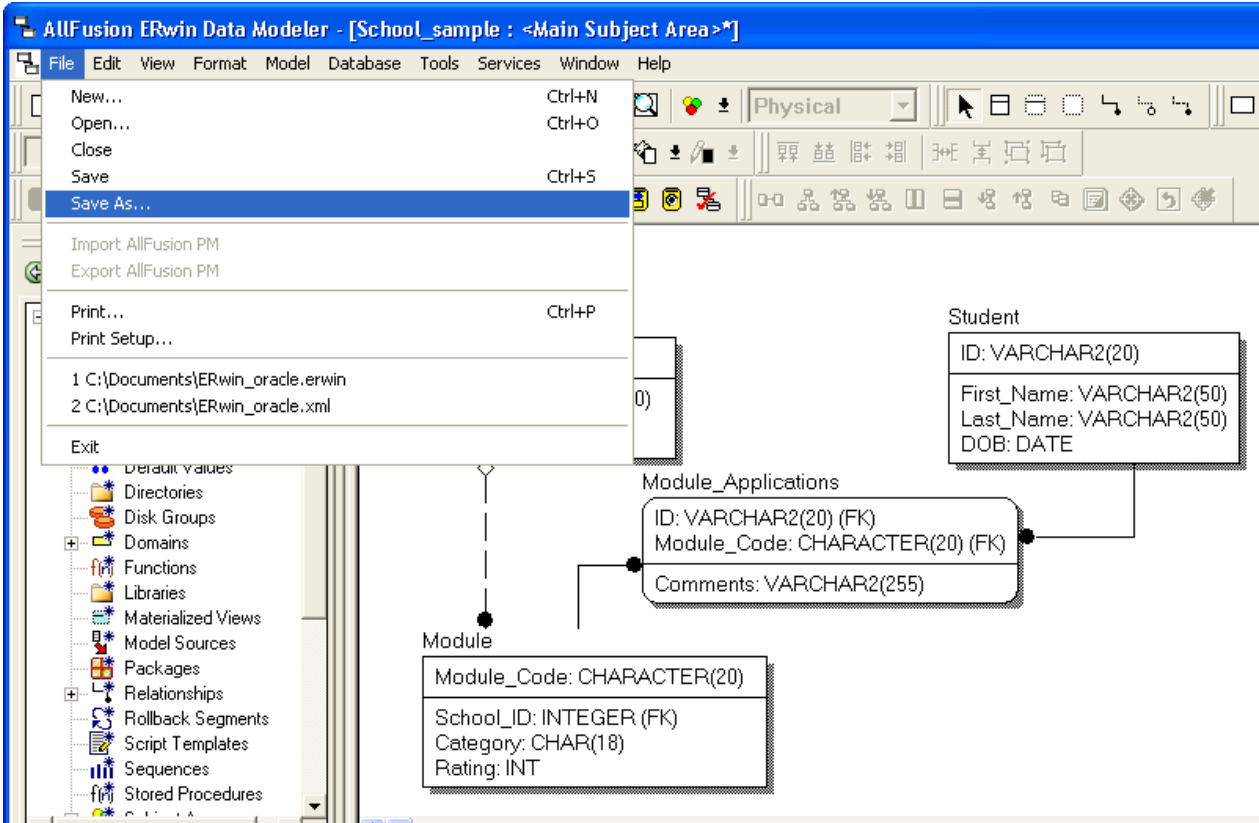 AllFusion ERwin Data Modeler - [School_sample : <Main Subject Area>*]
File Edit View Format Model Database Tools Services Window Help
New... Ctrl+N
Open... Ctrl+O
Close
Save Ctrl+S
Save As...
Import AllFusion PM
Export AllFusion PM
Print... Ctrl+P
Print Setup...
1 C:\Documents\ERwin_oracle.erwin
2 C:\Documents\ERwin_oracle.xml
Exit
Physical
Default Values
Directories
Disk Groups
Domains
Functions
Libraries
Materialized Views
Model Sources
Packages
Relationships
Rollback Segments
Script Templates
Sequences
Stored Procedures
0)
Student
ID: VARCHAR2(20)
First_Name: VARCHAR2(50)
Last_Name: VARCHAR2(50)
DOB: DATE
Module_Applications
ID: VARCHAR2(20) (FK)
Module_Code: CHARACTER(20) (FK)
Comments: VARCHAR2(255)
Module
Module_Code: CHARACTER(20)
School_ID: INTEGER (FK)
Category: CHAR(18)
Rating: INT